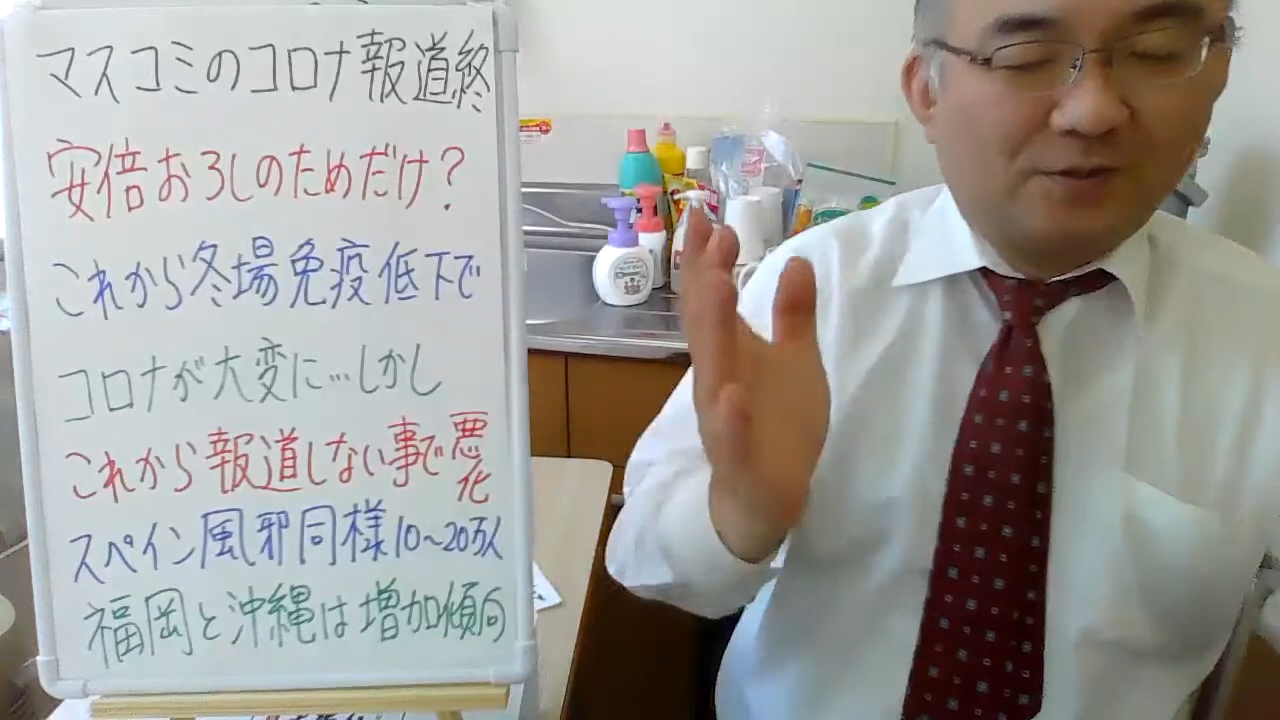 マスコミのコロナ報道終
安倍おろしのためだけ?
これから冬場免疫低下で
コロナが大変に…しかし
これから報道しない事で悪化
スペイン風邪同様10〜20万人
福岡と沖縄は増加傾向